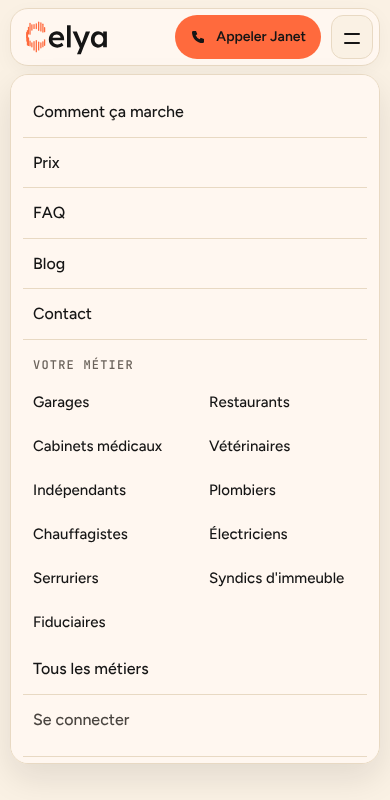 Celya
Appeler Janet
Comment ça marche
Prix
FAQ
Blog
Contact
VOTRE MÉTIER
Garages
Restaurants
Cabinets médicaux
Vétérinaires
Indépendants
Plombiers
Chauffagistes
Électriciens
Serruriers
Syndics d'immeuble
Fiduciaires
Tous les métiers
Se connecter